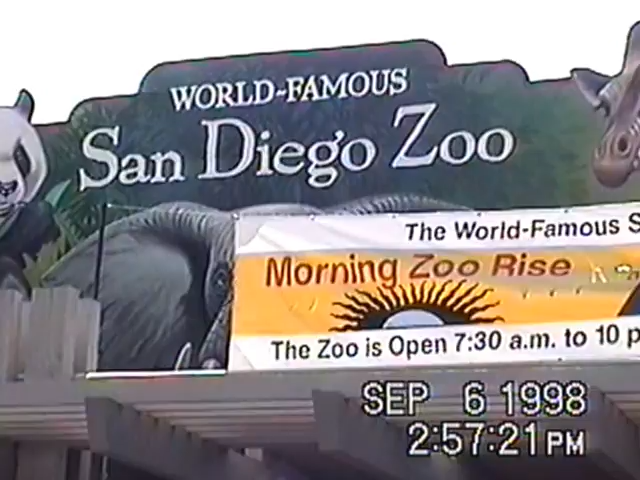 WORLD-FAMOUS
San Diego Zoo
The World-Famous S
Morning Zoo Rise
The Zoo is Open 7:30 a.m. to 10 p
SEP 6 1998
2:57:21 PM